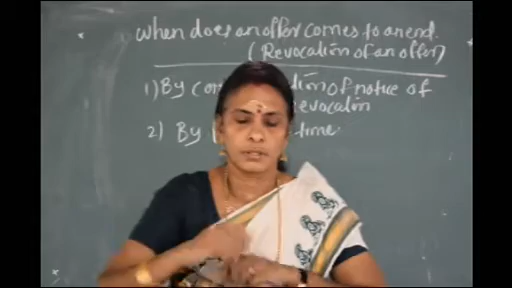 when does an offer comes to an end.
(Revocation of an offer)
1) By of notice of
revocation
2) By time.